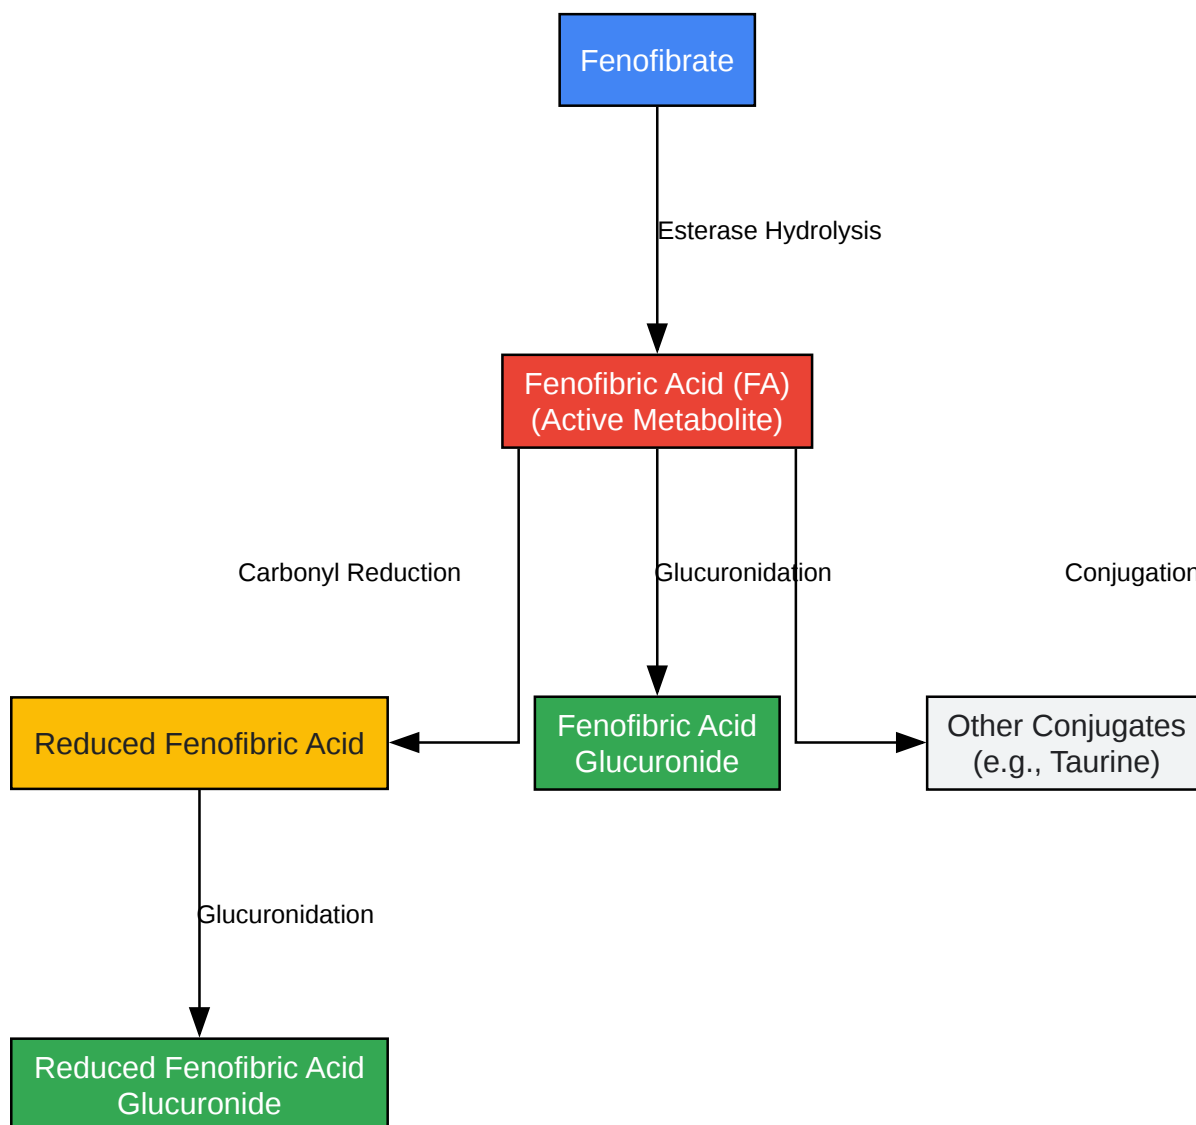 Fenofibrate
Esterase Hydrolysis
Fenofibric Acid (FA)
(Active Metabolite)
Carbonyl Reduction
Glucuronidation
Conjugation
Reduced Fenofibric Acid
Fenofibric Acid
Glucuronide
Other Conjugates
(e.g., Taurine)
Glucuronidation
Reduced Fenofibric Acid
Glucuronide